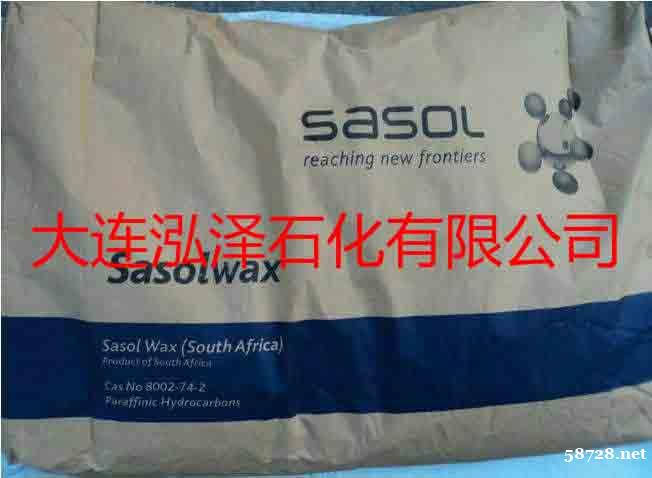 sasol
reaching new frontiers
大连泓泽石化有限公司
Sasolwax
Sasol Wax (South Africa)
Product of South Africa
Cas No 8002-74-2
Paraffinic Hydrocarbons
58728.net